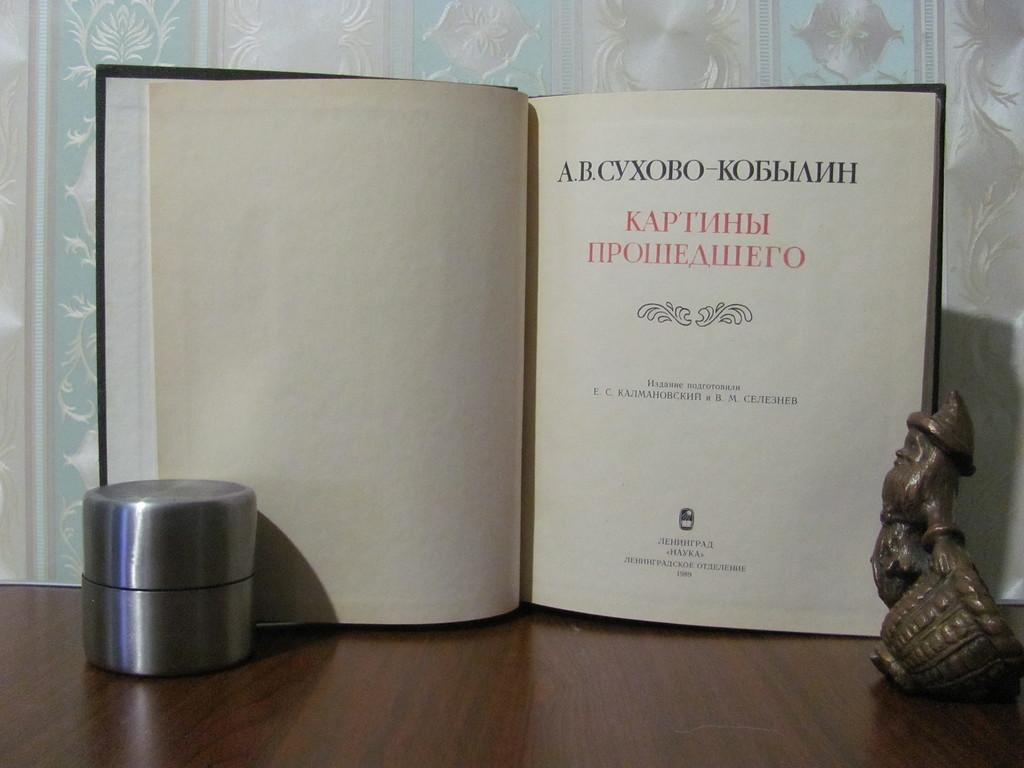 А.В.СУХОВО-КОБЫЛИН
КАРТИНЫ
ПРОШЕДШЕГО
Издание подготовили
Е. С. КАЛМАНОВСКИЙ и В. М. СЕЛЕЗНЕВ
ЛЕНИНГРАД
«НАУКА»
ЛЕНИНГРАДСКОЕ ОТДЕЛЕНИЕ
1989